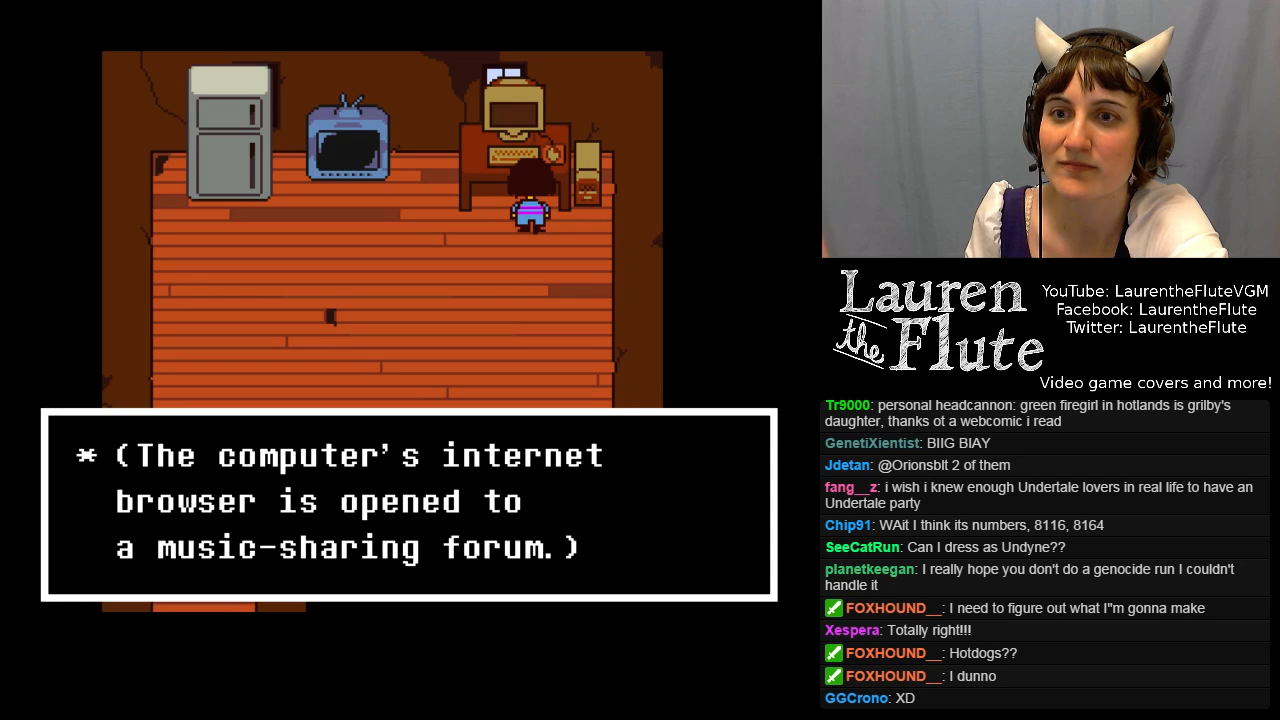 * (The computer's internet
browser is opened to
a music-sharing forum.)
Lauren
the Flute
YouTube: LaurentheFluteVGM
Facebook: LaurentheFlute
Twitter: LaurentheFlute
Video game covers and more!
Tr9000: personal headcannon: green firegirl in hotlands is grilby's
daughter, thanks ot a webcomic i read
GenetiXientist: BIIG BIAY
Jdetan: @Orionsblt 2 of them
fang__z: i wish i knew enough Undertale lovers in real life to have an
Undertale party
Chip91: WAit I think its numbers, 8116, 8164
SeeCatRun: Can I dress as Undyne??
planetkeegan: I really hope you don't do a genocide run I couldn't
handle it
FOXHOUND__: I need to figure out what I"m gonna make
Xespera: Totally right!!!
FOXHOUND__: Hotdogs??
FOXHOUND__: I dunno
GGCrono: XD